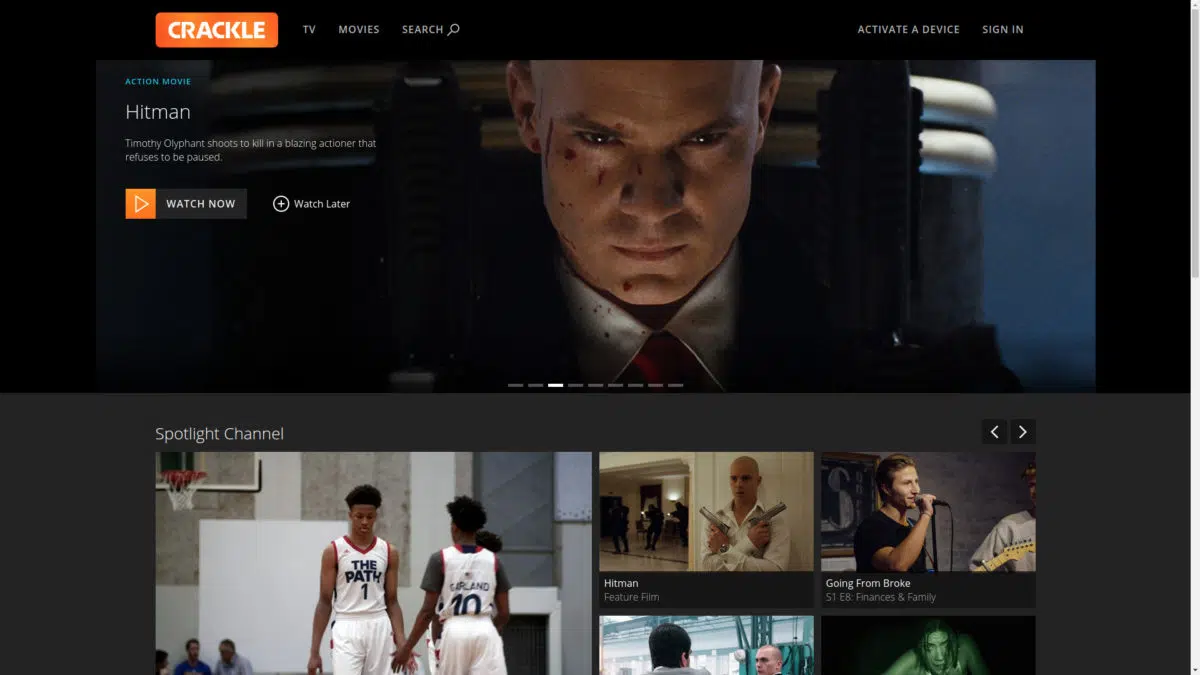 CRACKLE
TV
MOVIES
SEARCH
ACTIVATE A DEVICE
SIGN IN
ACTION MOVIE
Hitman
Timothy Olyphant shoots to kill in a blazing actioner that
refuses to be paused.
WATCH NOW
Watch Later
Spotlight Channel
THE
PATH
1
GARLAND
10
Hitman
Feature Film
Going From Broke
S1 E8: Finances & Family